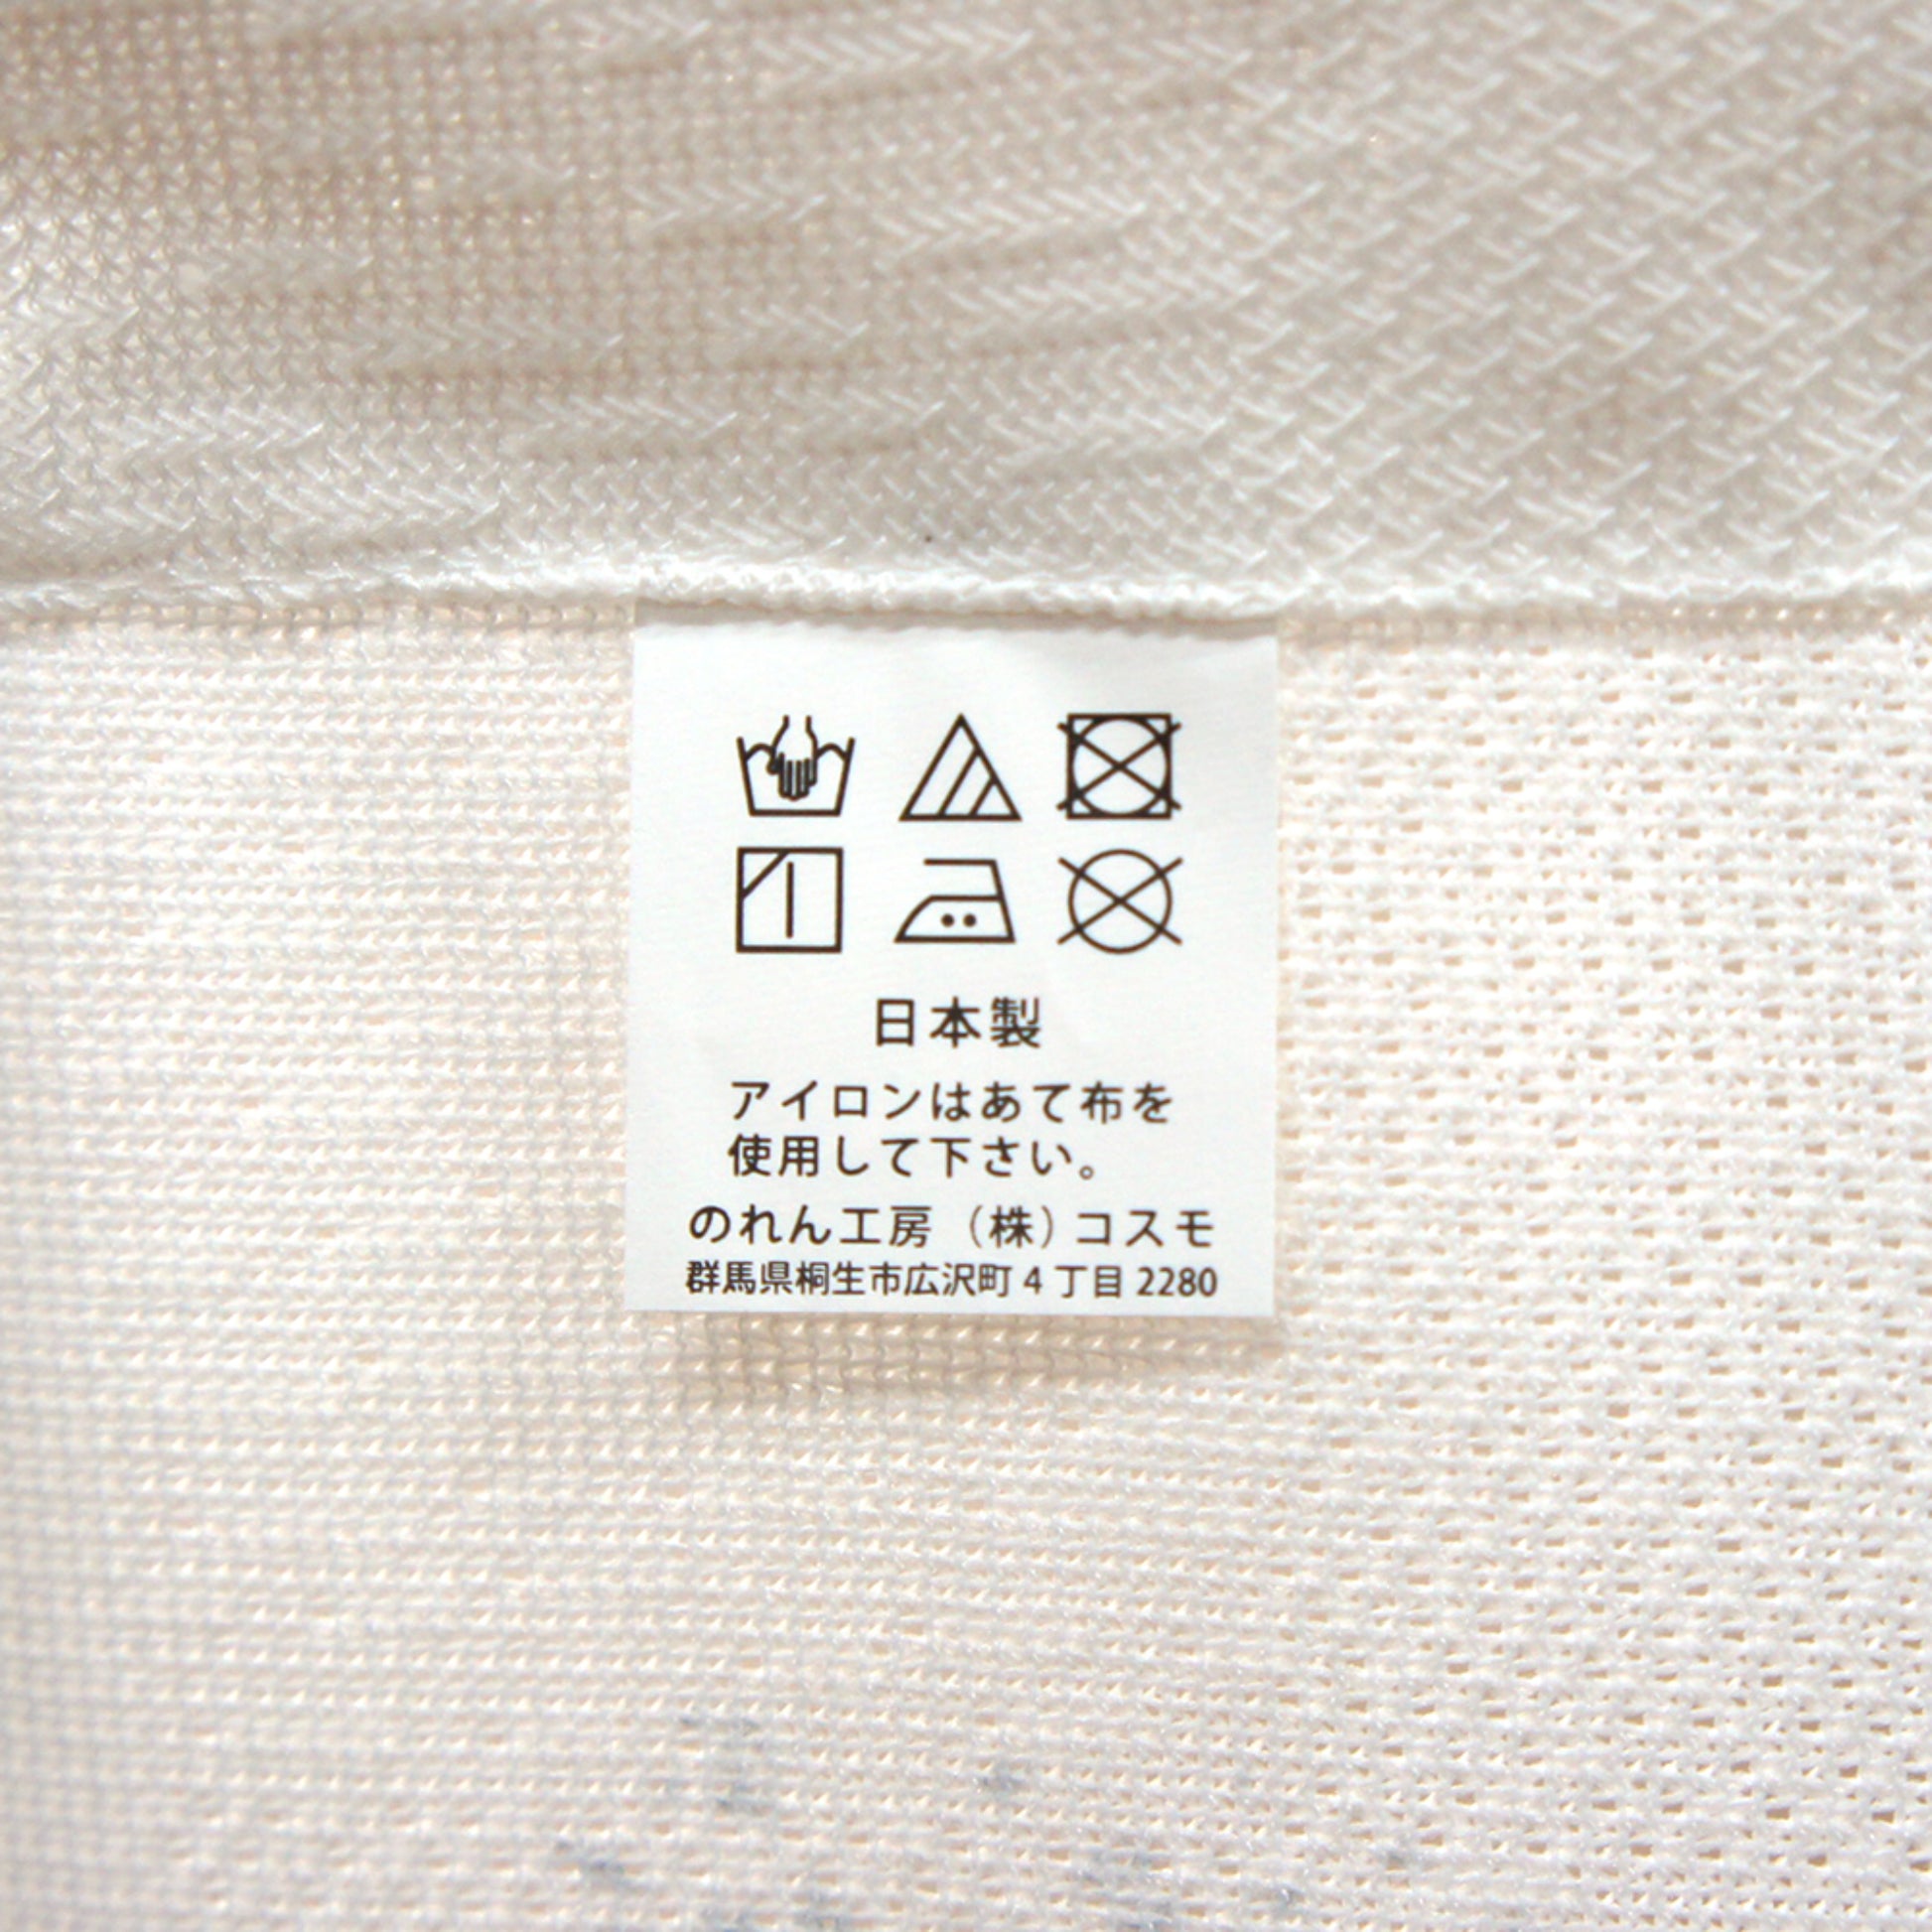 日本製
アイロンはあて布を
使用して下さい。
のれん工房（株）コスモ
群馬県桐生市広沢町4丁目2280